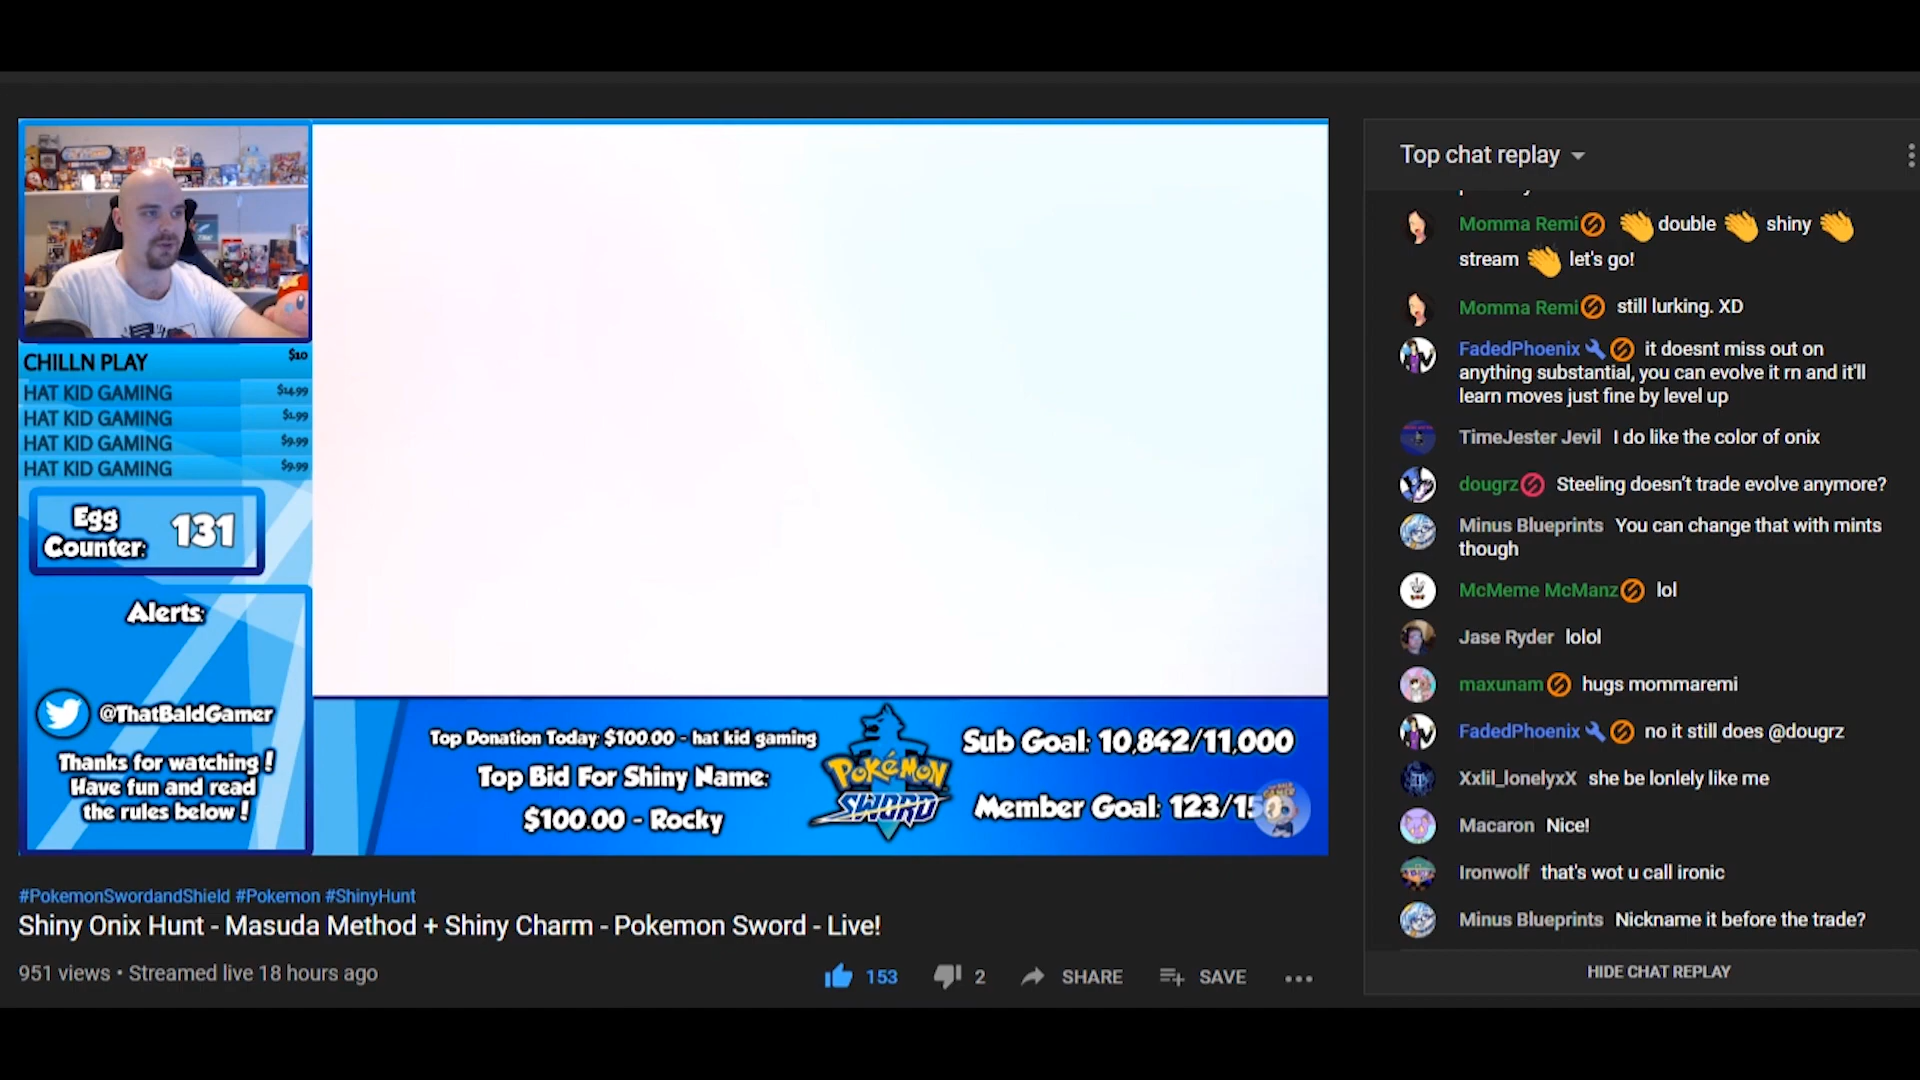 CHILLN PLAY $10
HAT KID GAMING $14.99
HAT KID GAMING $1.99
HAT KID GAMING $9.99
HAT KID GAMING $9.99
Egg
Counter: 131
Alerts:
@ThatBaldGamer
Thanks for watching!
Have fun and read
the rules below!
Top Donation Today: $100.00 - hat kid gaming
Top Bid For Shiny Name:
$100.00 - Rocky
POKéMON
SWORD
Sub Goal: 10,842/11,000
Member Goal: 123/15
#PokemonSwordandShield #Pokemon #ShinyHunt
Shiny Onix Hunt - Masuda Method + Shiny Charm - Pokemon Sword - Live!
951 views • Streamed live 18 hours ago
153 2 SHARE SAVE
Top chat replay
Momma Remi 👏 double 👏 shiny 👏
stream 👏 let's go!
Momma Remi still lurking. XD
FadedPhoenix it doesnt miss out on
anything substantial, you can evolve it rn and it'll
learn moves just fine by level up
TimeJester Jevil I do like the color of onix
dougrz Steeling doesn't trade evolve anymore?
Minus Blueprints You can change that with mints
though
McMeme McManz lol
Jase Ryder lolol
maxunam hugs mommaremi
FadedPhoenix no it still does @dougrz
Xxlil_lonelyxX she be lonlely like me
Macaron Nice!
Ironwolf that's wot u call ironic
Minus Blueprints Nickname it before the trade?
HIDE CHAT REPLAY